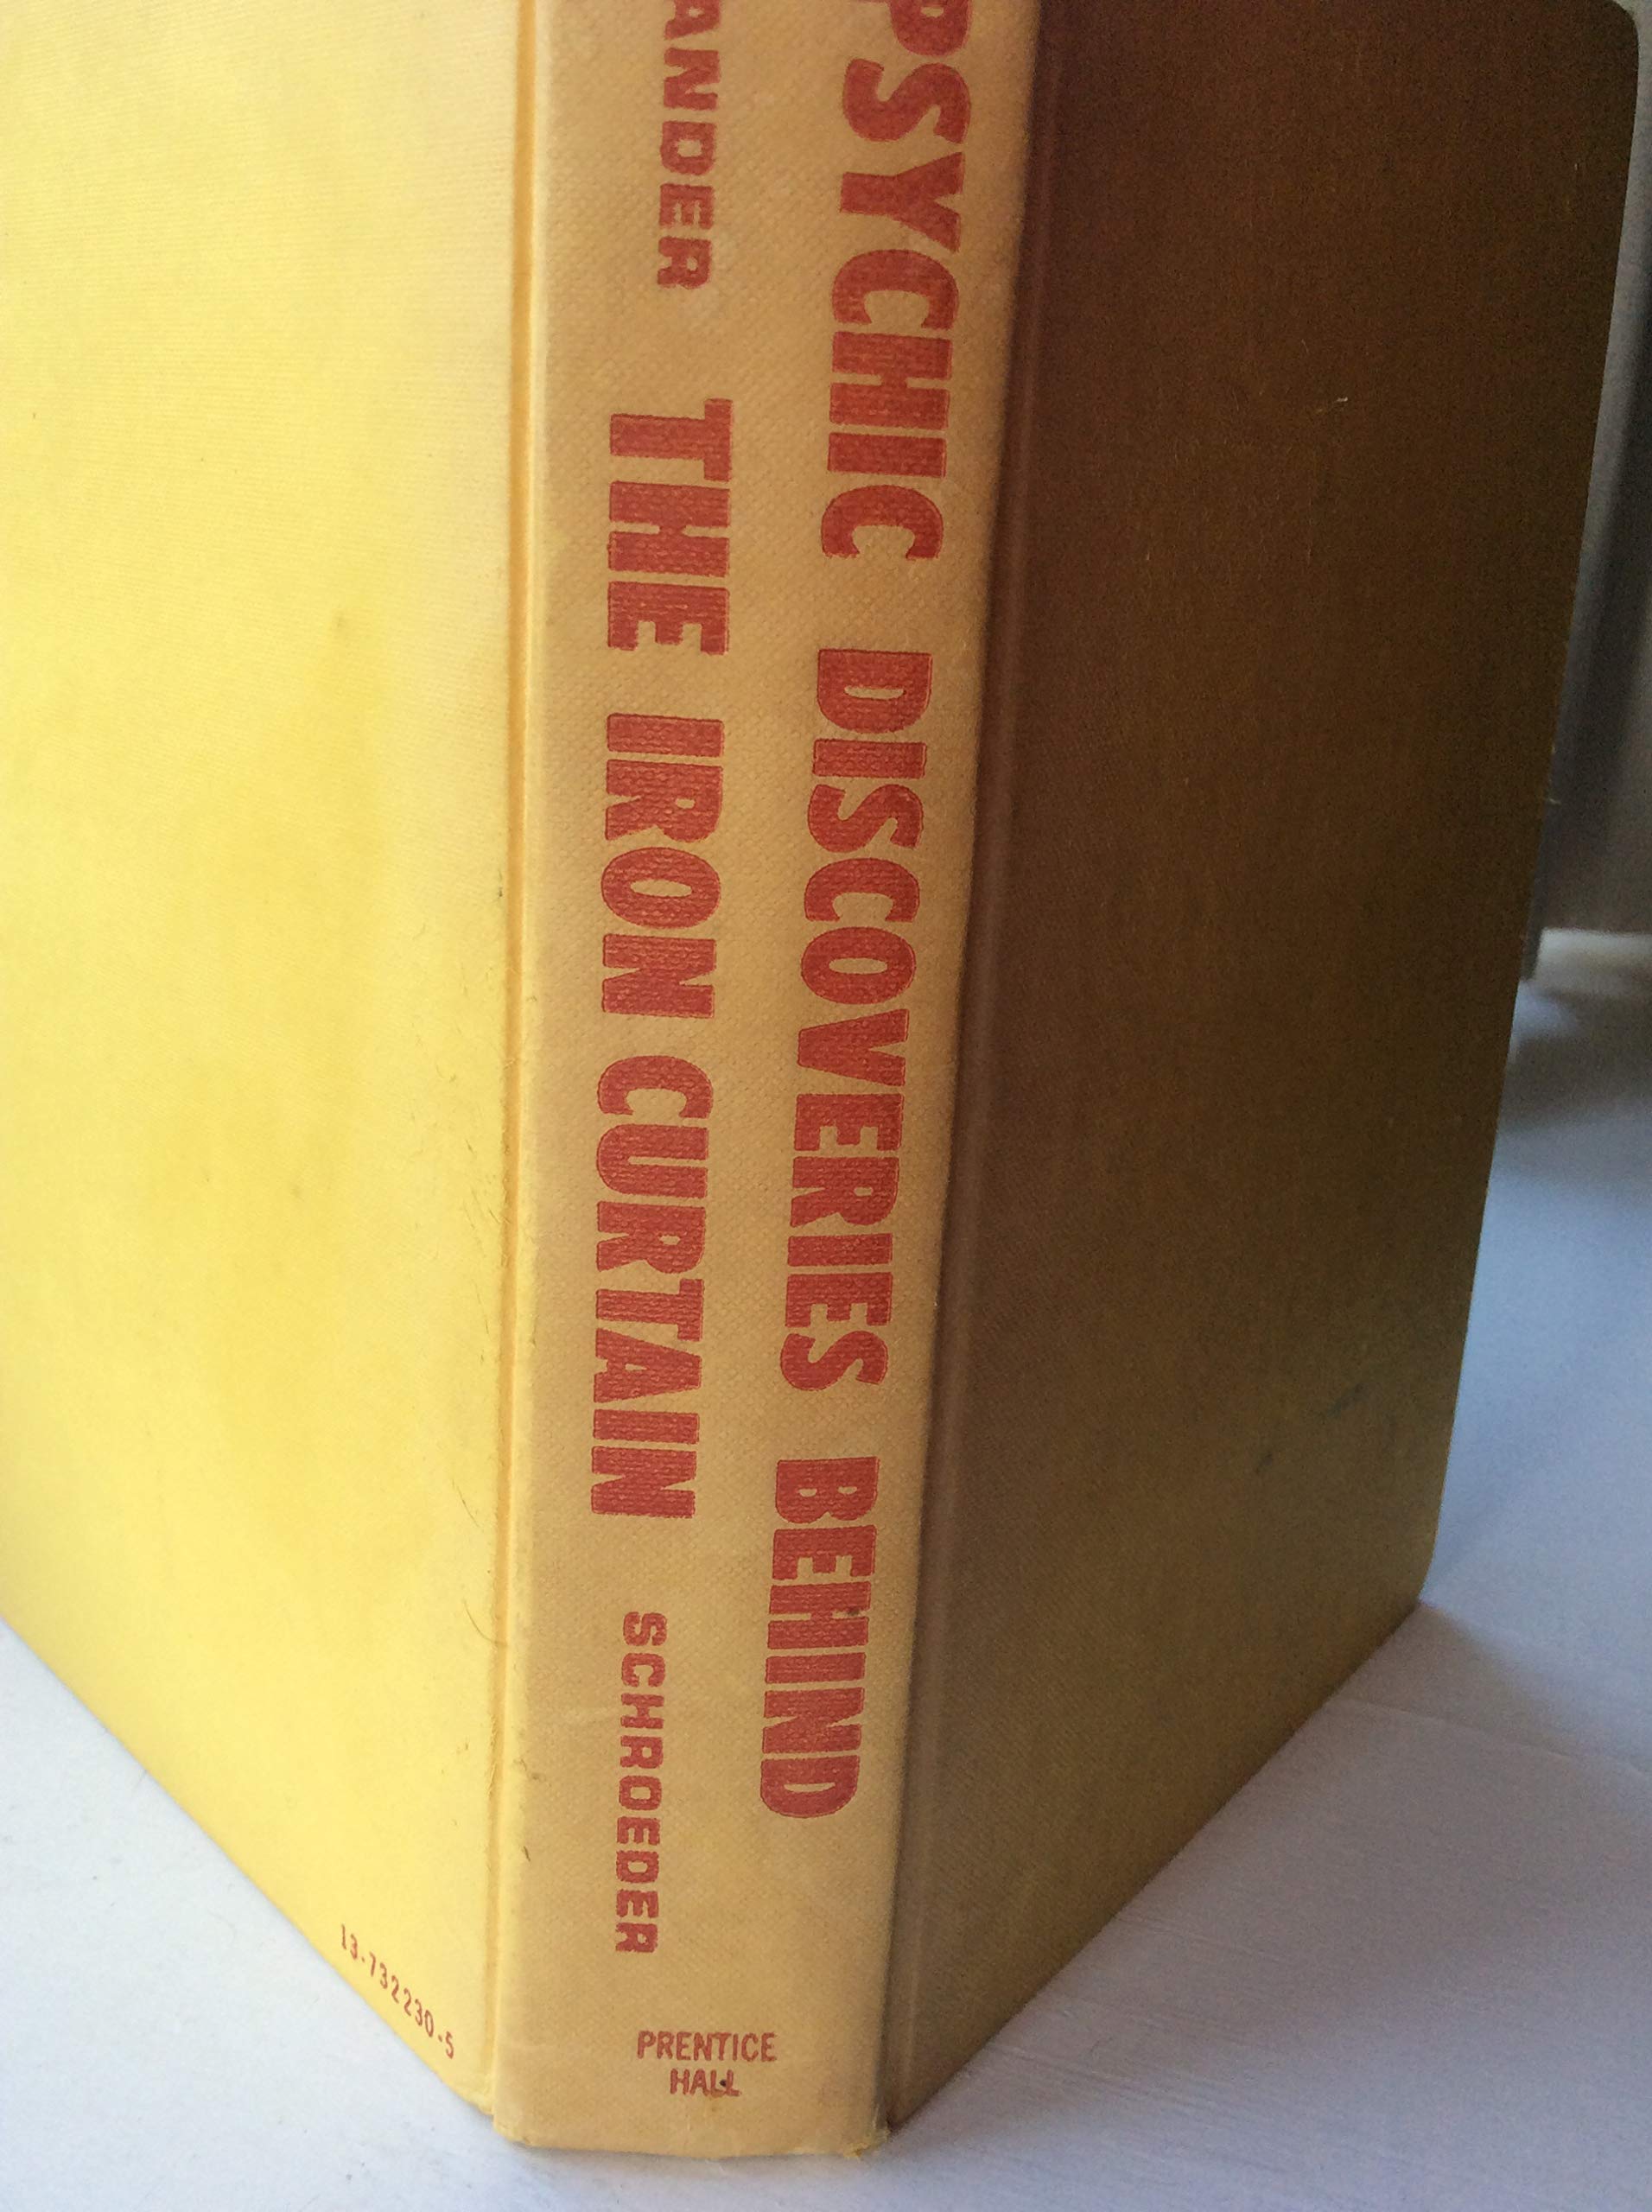 PSYCHIC DISCOVERIES BEHIND
ANDER THE IRON CURTAIN SCHROEDER
PRENTICE
HALL
13-732230-5